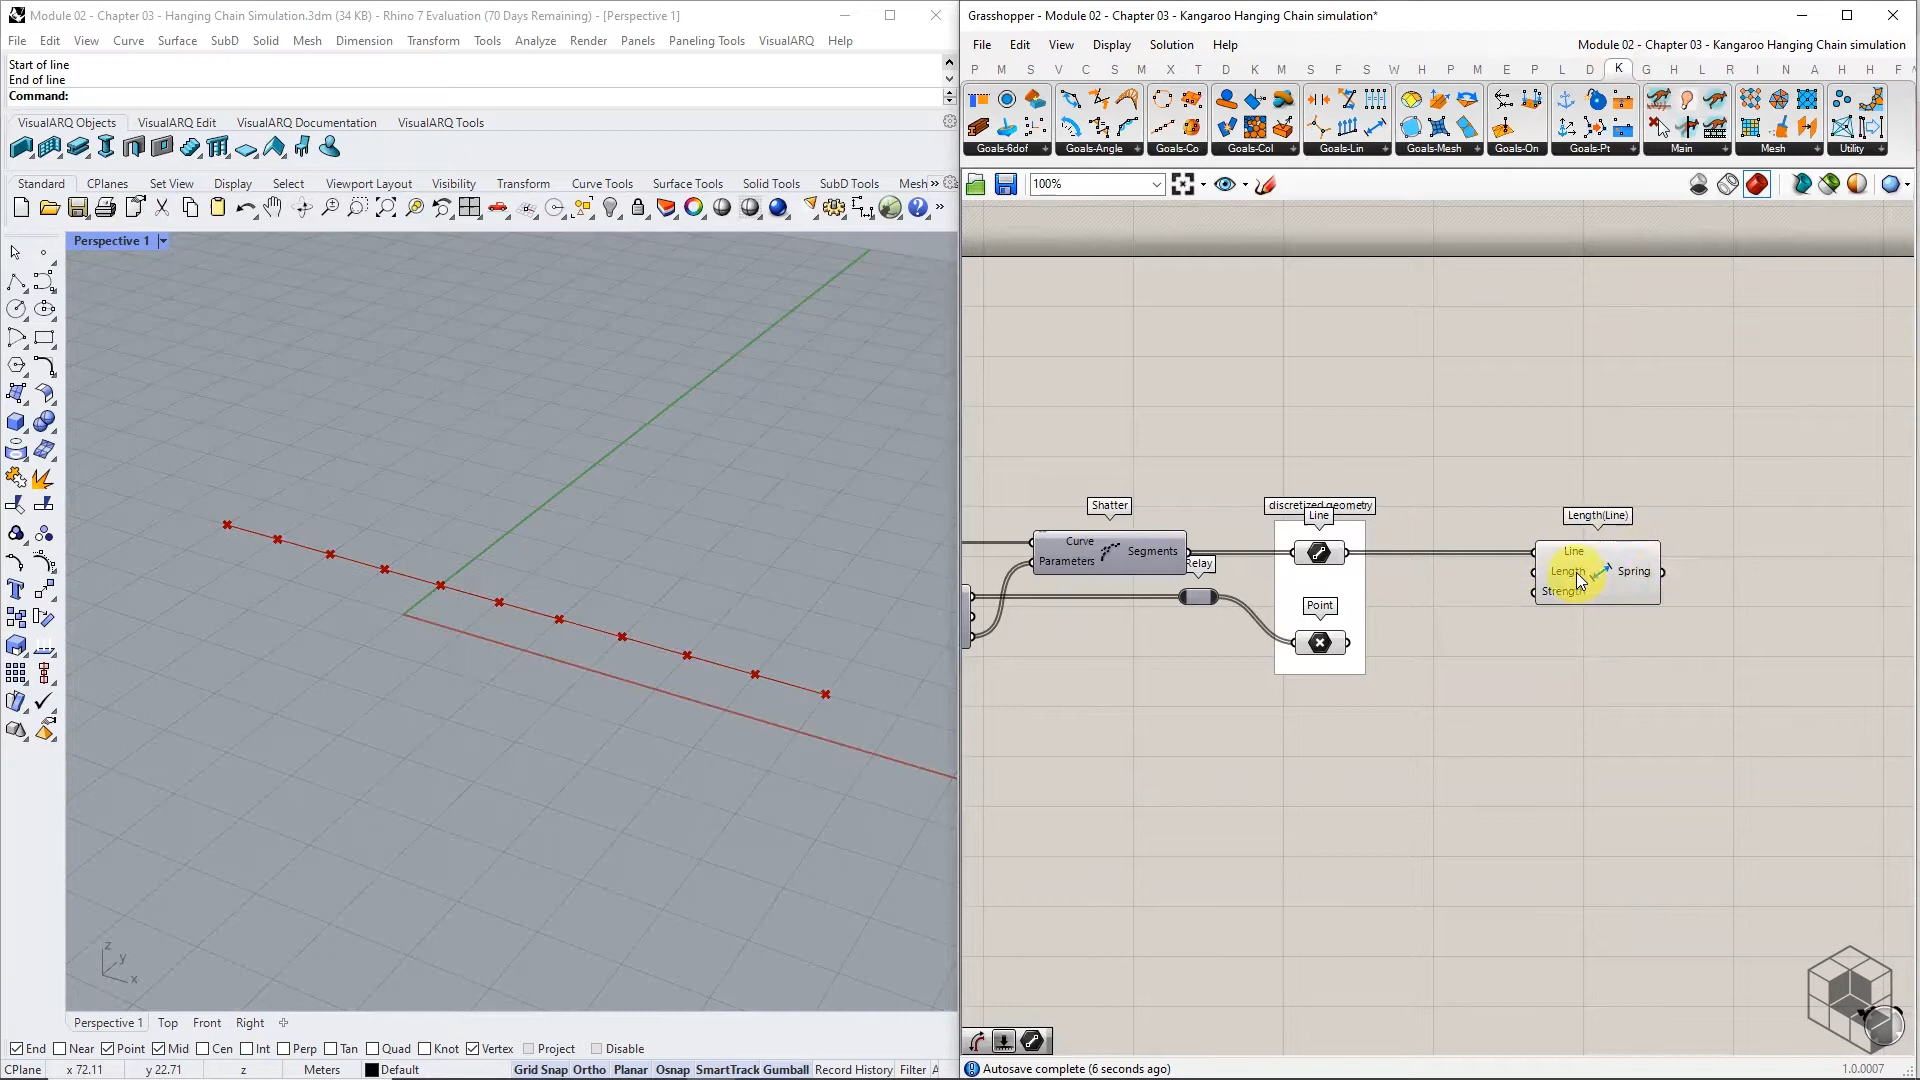 Module 02 - Chapter 03 - Hanging Chain Simulation.3dm (34 KB) - Rhino 7 Evaluation (70 Days Remaining) - [Perspective 1]
File Edit View Curve Surface SubD Solid Mesh Dimension Transform Tools Analyze Render Panels Paneling Tools VisualARQ Help
Start of line
End of line
Command:
VisualARQ Objects VisualARQ Edit VisualARQ Documentation VisualARQ Tools
Standard CPlanes Set View Display Select Viewport Layout Visibility Transform Curve Tools Surface Tools Solid Tools SubD Tools Mesh »
Perspective 1
z
y
x
Perspective 1 Top Front Right
End Near Point Mid Cen Int Perp Tan Quad Knot Vertex Project Disable
CPlane x 72.11 y 22.71 z Meters Default Grid Snap Ortho Planar Osnap SmartTrack Gumball Record History Filter A
Grasshopper - Module 02 - Chapter 03 - Kangaroo Hanging Chain simulation*
File Edit View Display Solution Help
Module 02 - Chapter 03 - Kangaroo Hanging Chain simulation
P M S V C S M X T D K M S F S W H P M E P L D K G H L R I N A H H F
Goals-6dof Goals-Angle Goals-Co Goals-Col Goals-Lin Goals-Mesh Goals-On Goals-Pt Main Mesh Utility
100%
Shatter
Curve
Parameters
Segments
Relay
discretized geometry
Line
Point
Length(Line)
Line
Length
Strength
Spring
Autosave complete (6 seconds ago)
1.0.0007